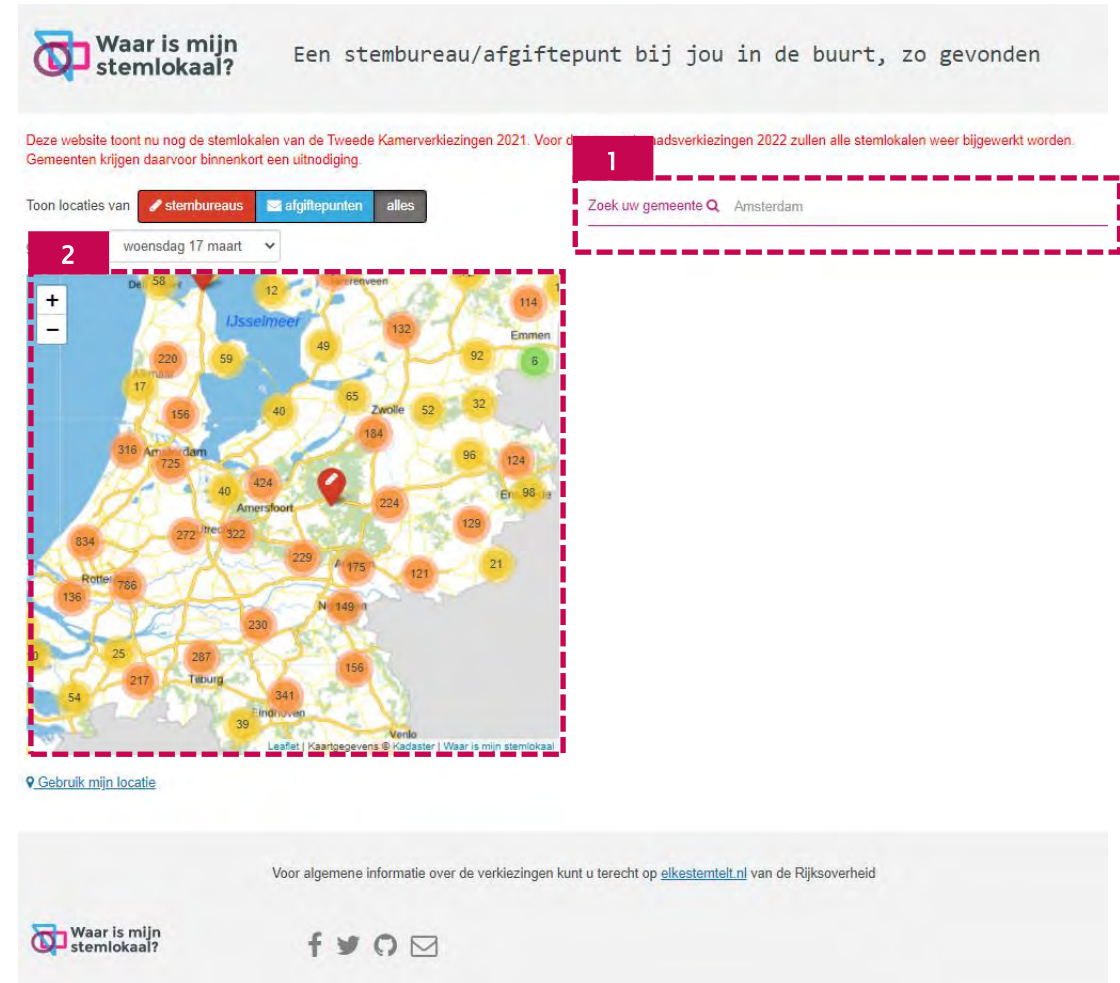 Waar is mijn
stemlokaal?
Een stembureau/afgiftepunt bij jou in de buurt, zo gevonden
Deze website toont nu nog de stemlokalen van de Tweede Kamerverkiezingen 2021. Voor d aadsverkiezingen 2022 zullen alle stemlokalen weer bijgewerkt worden.
Gemeenten krijgen daarvoor binnenkort een uitnodiging.
1
Toon locaties van stembureaus afgiftepunten alles
Zoek uw gemeente Amsterdam
2 woensdag 17 maart
+
−
58
12
114
IJsselmeer
132
Emmen
49
220
59
92
6
17
65
156
40
Zwolle
52
32
184
316
725
96
124
424
40
98
Amersfoort
224
272
322
129
834
229
175
21
121
786
136
149
230
25
287
156
217
Tilburg
54
341
39
Eindhoven
Venlo
Leaflet | Kaartgegevens © Kadaster | Waar is mijn stemlokaal
Gebruik mijn locatie
Voor algemene informatie over de verkiezingen kunt u terecht op elkestemtelt.nl van de Rijksoverheid
Waar is mijn
stemlokaal?